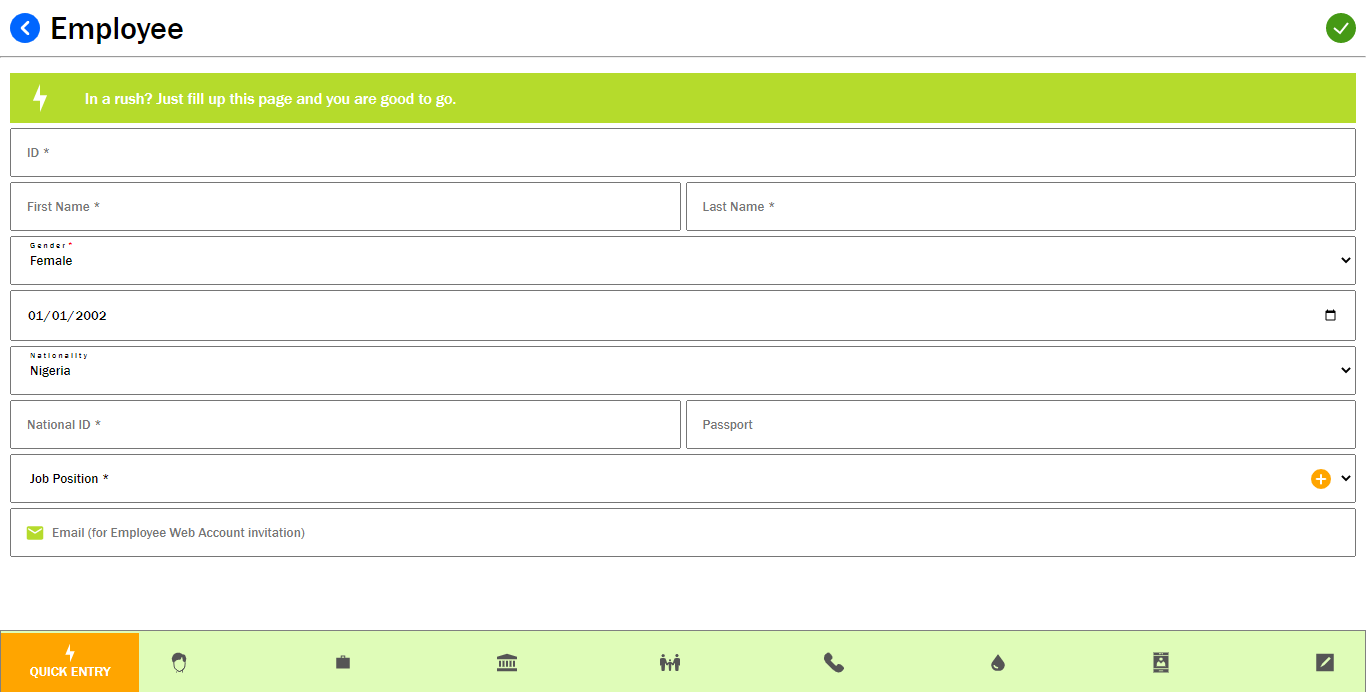 Employee
In a rush? Just fill up this page and you are good to go.
ID *
First Name *
Last Name *
Gender *
Female
01/01/2002
Nationality
Nigeria
National ID *
Passport
Job Position *
Email (for Employee Web Account invitation)
QUICK ENTRY